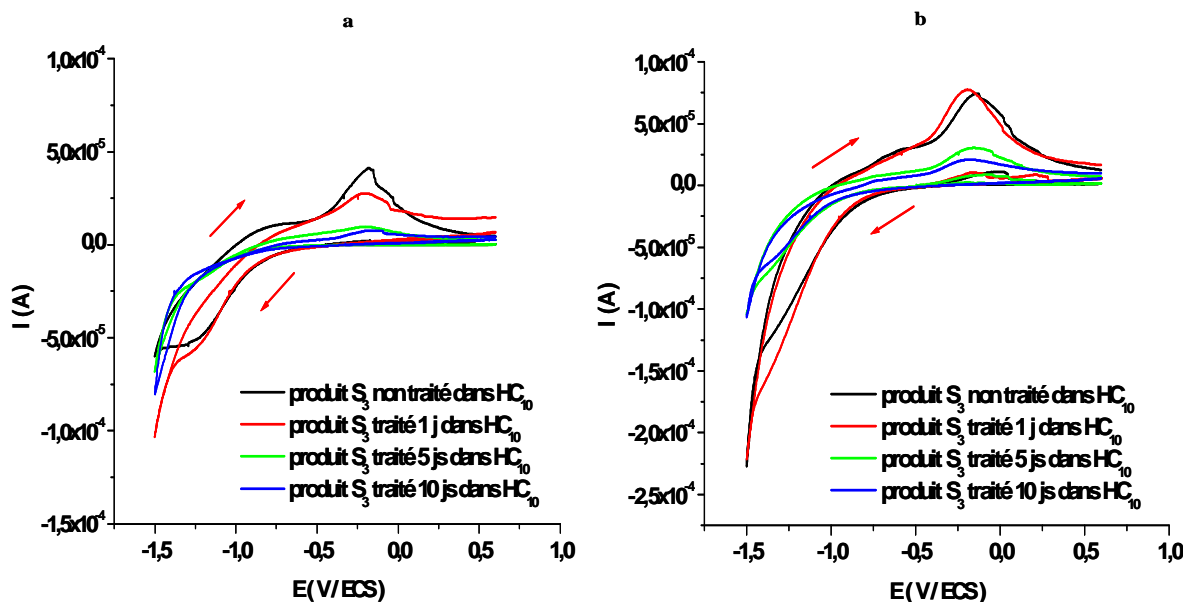 a
1,0x10⁻⁴
5,0x10⁻⁵
0,0
-5,0x10⁻⁵
-1,0x10⁻⁴
-1,5x10⁻⁴
I (A)
-1,5 -1,0 -0,5 0,0 0,5 1,0
E (V/ECS)
produit S₃ non traité dans HC₁₀
produit S₃ traité 1 j dans HC₁₀
produit S₃ traité 5 js dans HC₁₀
produit S₃ traité 10 js dans HC₁₀
b
1,0x10⁻⁴
5,0x10⁻⁵
0,0
-5,0x10⁻⁵
-1,0x10⁻⁴
-1,5x10⁻⁴
-2,0x10⁻⁴
-2,5x10⁻⁴
I (A)
-1,5 -1,0 -0,5 0,0 0,5 1,0
E (V/ECS)
produit S₃ non traité dans HC₁₀
produit S₃ traité 1 j dans HC₁₀
produit S₃ traité 5 js dans HC₁₀
produit S₃ traité 10 js dans HC₁₀